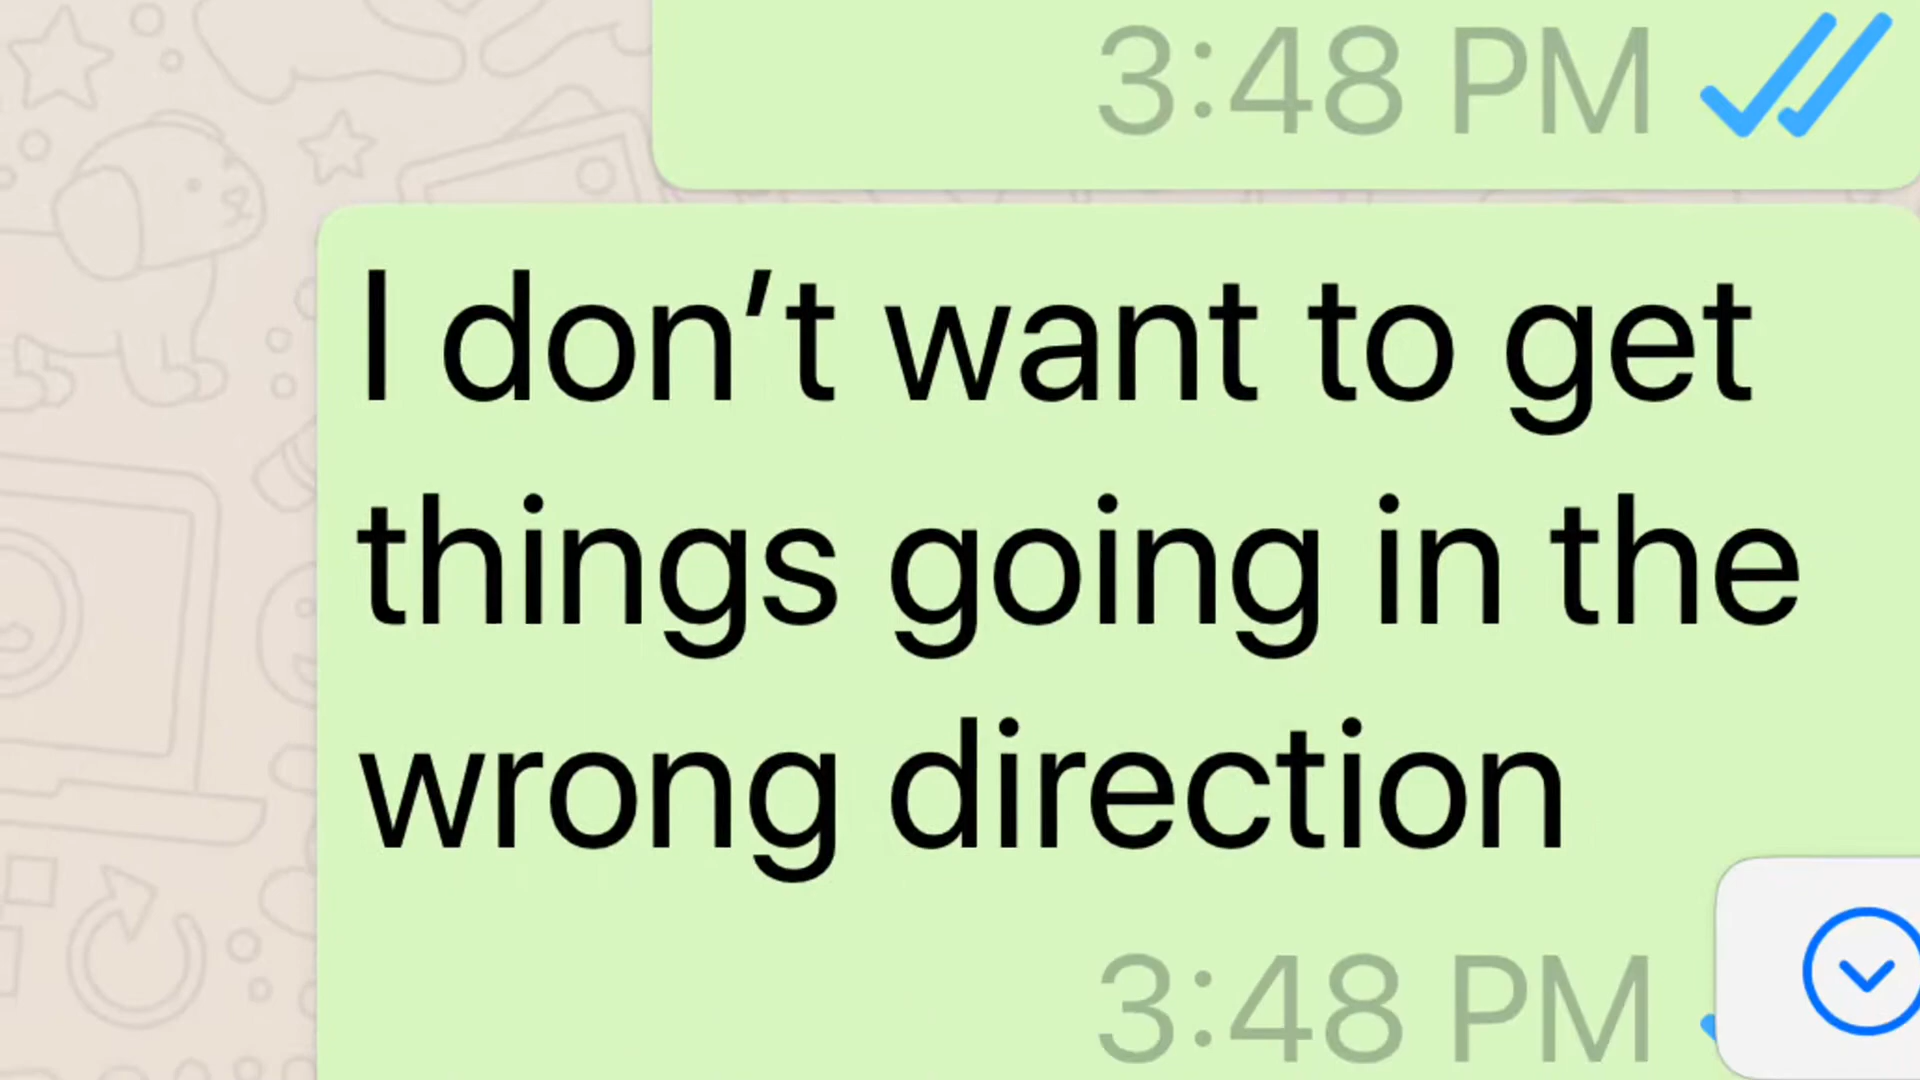 3:48 PM
I don’t want to get
things going in the
wrong direction
3:48 PM